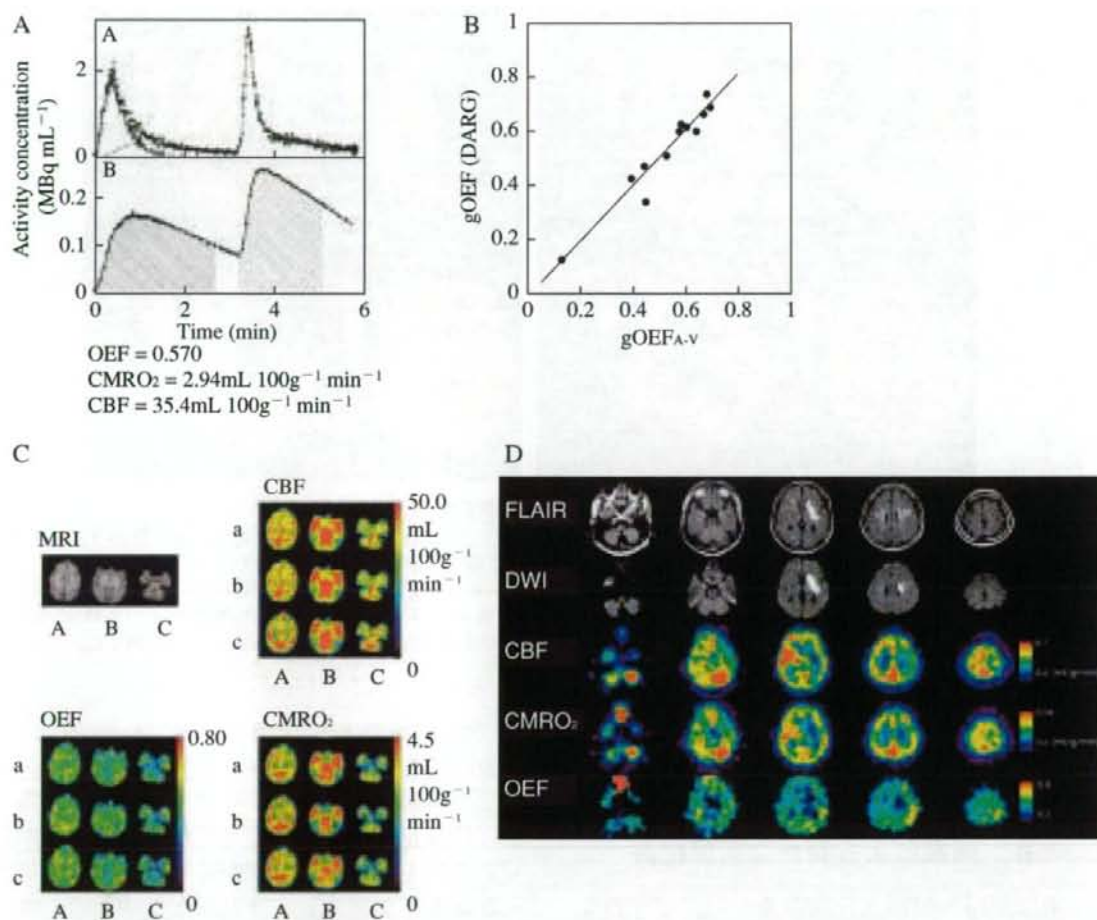 A
A
2
0
B
0.2
0.1
0
0 2 4 6
Activity concentration
(MBq mL−1)
Time (min)
OEF = 0.570
CMRO2 = 2.94mL 100g−1 min−1
CBF = 35.4mL 100g−1 min−1
B
1
0.8
0.6
0.4
0.2
0
0 0.2 0.4 0.6 0.8 1
gOEF (DARG)
gOEFA-V
C
MRI
A B C
CBF
a
b
c
A B C
50.0
mL
100g−1
min−1
0
OEF
a
b
c
A B C
0.80
0
CMRO2
a
b
c
A B C
4.5
mL
100g−1
min−1
0
D
FLAIR
DWI
CBF
CMRO2
OEF